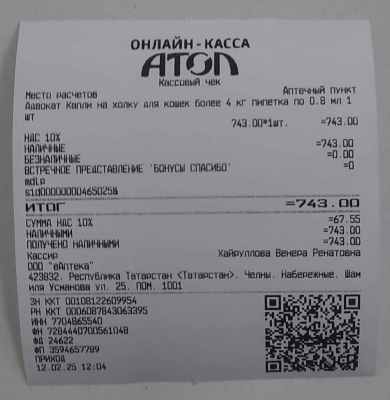 ОНЛАЙН-КАССА
АТОЛ
Кассовый чек
Место расчетов Аптечный пункт
Адвокат Капли на холку для кошек более 4 кг пипетка по 0.8 мл 1
шт
743.00*1шт. =743.00
НДС 10%
НАЛИЧНЫЕ =743.00
БЕЗНАЛИЧНЫЕ =0.00
ВСТРЕЧНОЕ ПРЕДСТАВЛЕНИЕ 'БОНУСЫ СПАСИБО' =0
mdlp
sid00000000465025&
ИТОГ =743.00
СУММА НДС 10% =67.55
НАЛИЧНЫМИ =743.00
ПОЛУЧЕНО НАЛИЧНЫМИ =743.00
Кассир Хайруллова Венера Ренатовна
ООО "еАптека"
423832. Республика Татарстан <Татарстан>. Челны. Набережные. Шам
иля Усманова ул. 25. ПОМ. 1001
ЗН ККТ 00108122609954
РН ККТ 0006087843063395
ИНН 7704865540
ФН 7284440700561048
ФД 24622
ФП 3594657789
ПРИХОД
12.02.25 12:04